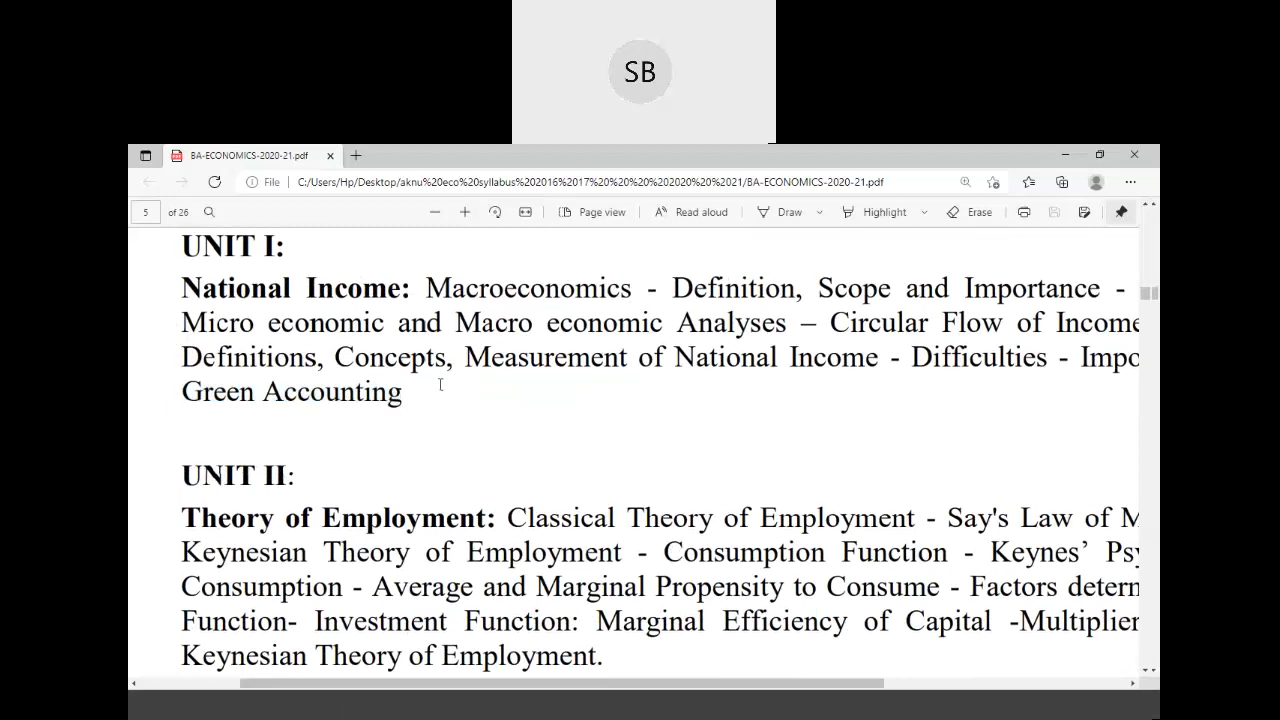 SB
BA-ECONOMICS-2020-21.pdf
File C:/Users/Hp/Desktop/aknu%20eco%20syllabus%202016%2017%20%20%20%202020%20%2021/BA-ECONOMICS-2020-21.pdf
5 of 26 Page view Read aloud Draw Highlight Erase
UNIT I:
National Income: Macroeconomics - Definition, Scope and Importance -
Micro economic and Macro economic Analyses – Circular Flow of Income
Definitions, Concepts, Measurement of National Income - Difficulties - Impo
Green Accounting
UNIT II:
Theory of Employment: Classical Theory of Employment - Say's Law of M
Keynesian Theory of Employment - Consumption Function - Keynes’ Psy
Consumption - Average and Marginal Propensity to Consume - Factors determ
Function- Investment Function: Marginal Efficiency of Capital -Multiplier
Keynesian Theory of Employment.